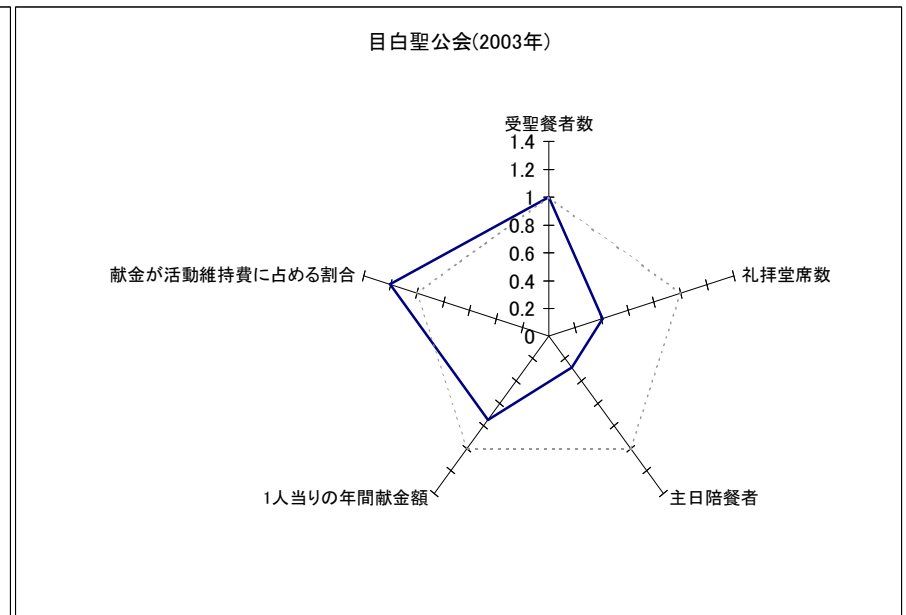 目白聖公会(2003年)
受聖餐者数
1.4
1.2
1
0.8
0.6
0.4
0.2
0
献金が活動維持費に占める割合
礼拝堂席数
1人当りの年間献金額
主日陪餐者